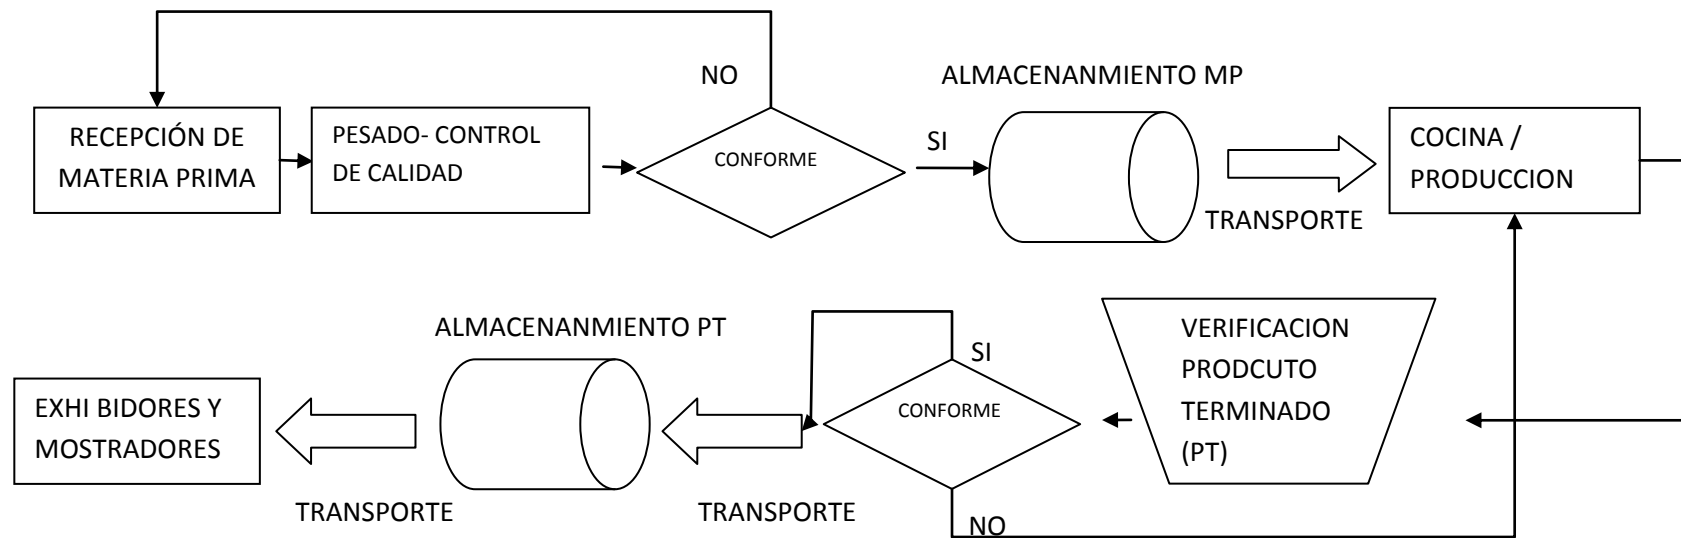 NO
ALMACENANMIENTO MP
RECEPCIÓN DE
MATERIA PRIMA
PESADO- CONTROL
DE CALIDAD
CONFORME
SI
TRANSPORTE
COCINA /
PRODUCCION
EXHI BIDORES Y
MOSTRADORES
TRANSPORTE
ALMACENANMIENTO PT
TRANSPORTE
SI
CONFORME
NO
VERIFICACION
PRODCUTO
TERMINADO
(PT)